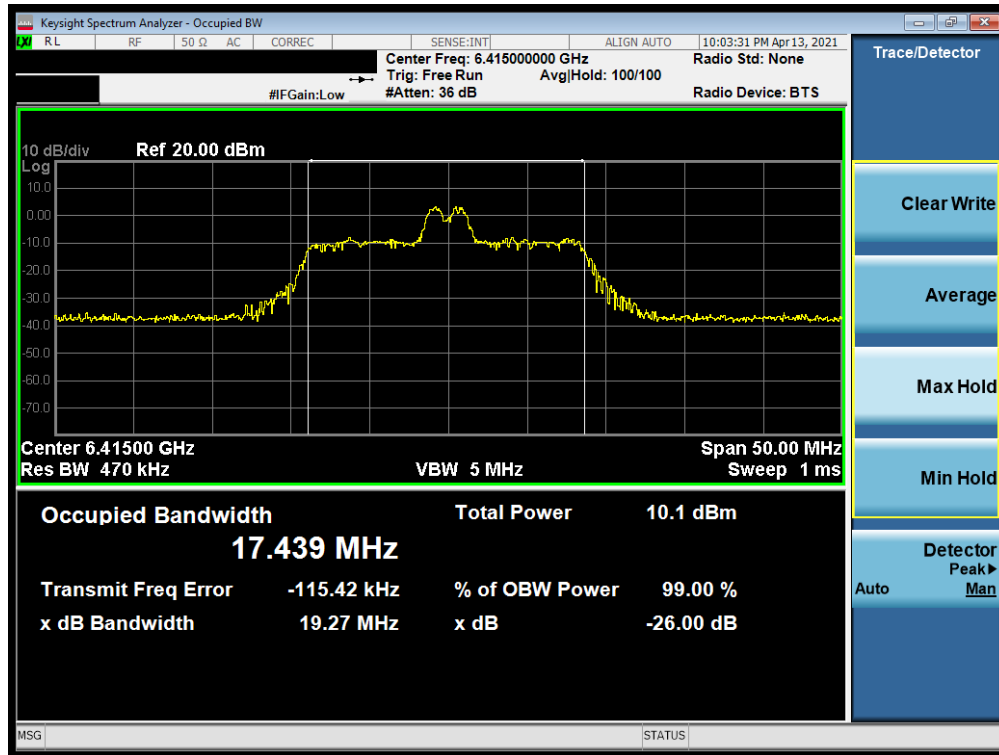 Keysight Spectrum Analyzer - Occupied BW
LXI RL RF 50 Ω AC CORREC SENSE:INT ALIGN AUTO 10:03:31 PM Apr 13, 2021
Center Freq: 6.415000000 GHz Radio Std: None
Trig: Free Run Avg|Hold: 100/100
#IFGain:Low #Atten: 36 dB Radio Device: BTS
10 dB/div Ref 20.00 dBm
Log
10.0
0.00
-10.0
-20.0
-30.0
-40.0
-50.0
-60.0
-70.0
Center 6.41500 GHz Span 50.00 MHz
Res BW 470 kHz VBW 5 MHz Sweep 1 ms
Occupied Bandwidth Total Power 10.1 dBm
17.439 MHz
Transmit Freq Error -115.42 kHz % of OBW Power 99.00 %
x dB Bandwidth 19.27 MHz x dB -26.00 dB
MSG STATUS
Trace/Detector
Clear Write
Average
Max Hold
Min Hold
Detector
Peak▶
Auto Man